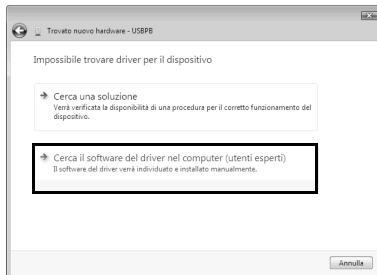 Trovato nuovo hardware - USBPB
Impossibile trovare driver per il dispositivo
Cerca una soluzione
Verrà verificata la disponibilità di una procedura per il corretto funzionamento del
dispositivo.
Cerca il software del driver nel computer (utenti esperti)
Il software del driver verrà individuato e installato manualmente.
Annulla